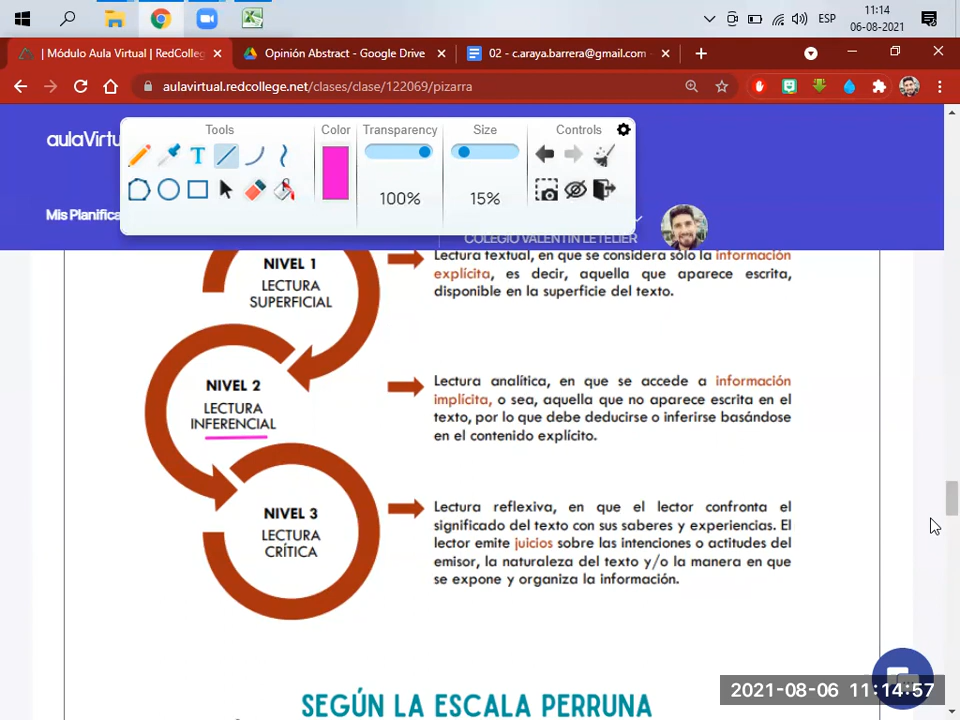 11:14
ESP
06-08-2021
| Módulo Aula Virtual | RedColleg
Opinión Abstract - Google Drive
02 - c.araya.barrera@gmail.com
aulavirtual.redcollege.net/clases/clase/122069/pizarra
Tools
Color
Transparency
Size
Controls
T
100%
15%
aulaVirtu
Mis Planifica
COLEGIO VALENTIN LETELIER
NIVEL 1
LECTURA
SUPERFICIAL
Lectura textual, en que se considera sólo la información
explícita, es decir, aquella que aparece escrita,
disponible en la superficie del texto.
NIVEL 2
LECTURA
INFERENCIAL
Lectura analítica, en que se accede a información
implícita, o sea, aquella que no aparece escrita en el
texto, por lo que debe deducirse o inferirse basándose
en el contenido explícito.
NIVEL 3
LECTURA
CRÍTICA
Lectura reflexiva, en que el lector confronta el
significado del texto con sus saberes y experiencias. El
lector emite juicios sobre las intenciones o actitudes del
emisor, la naturaleza del texto y/o la manera en que
se expone y organiza la información.
SEGÚN LA ESCALA PERRUNA
2021-08-06 11:14:57